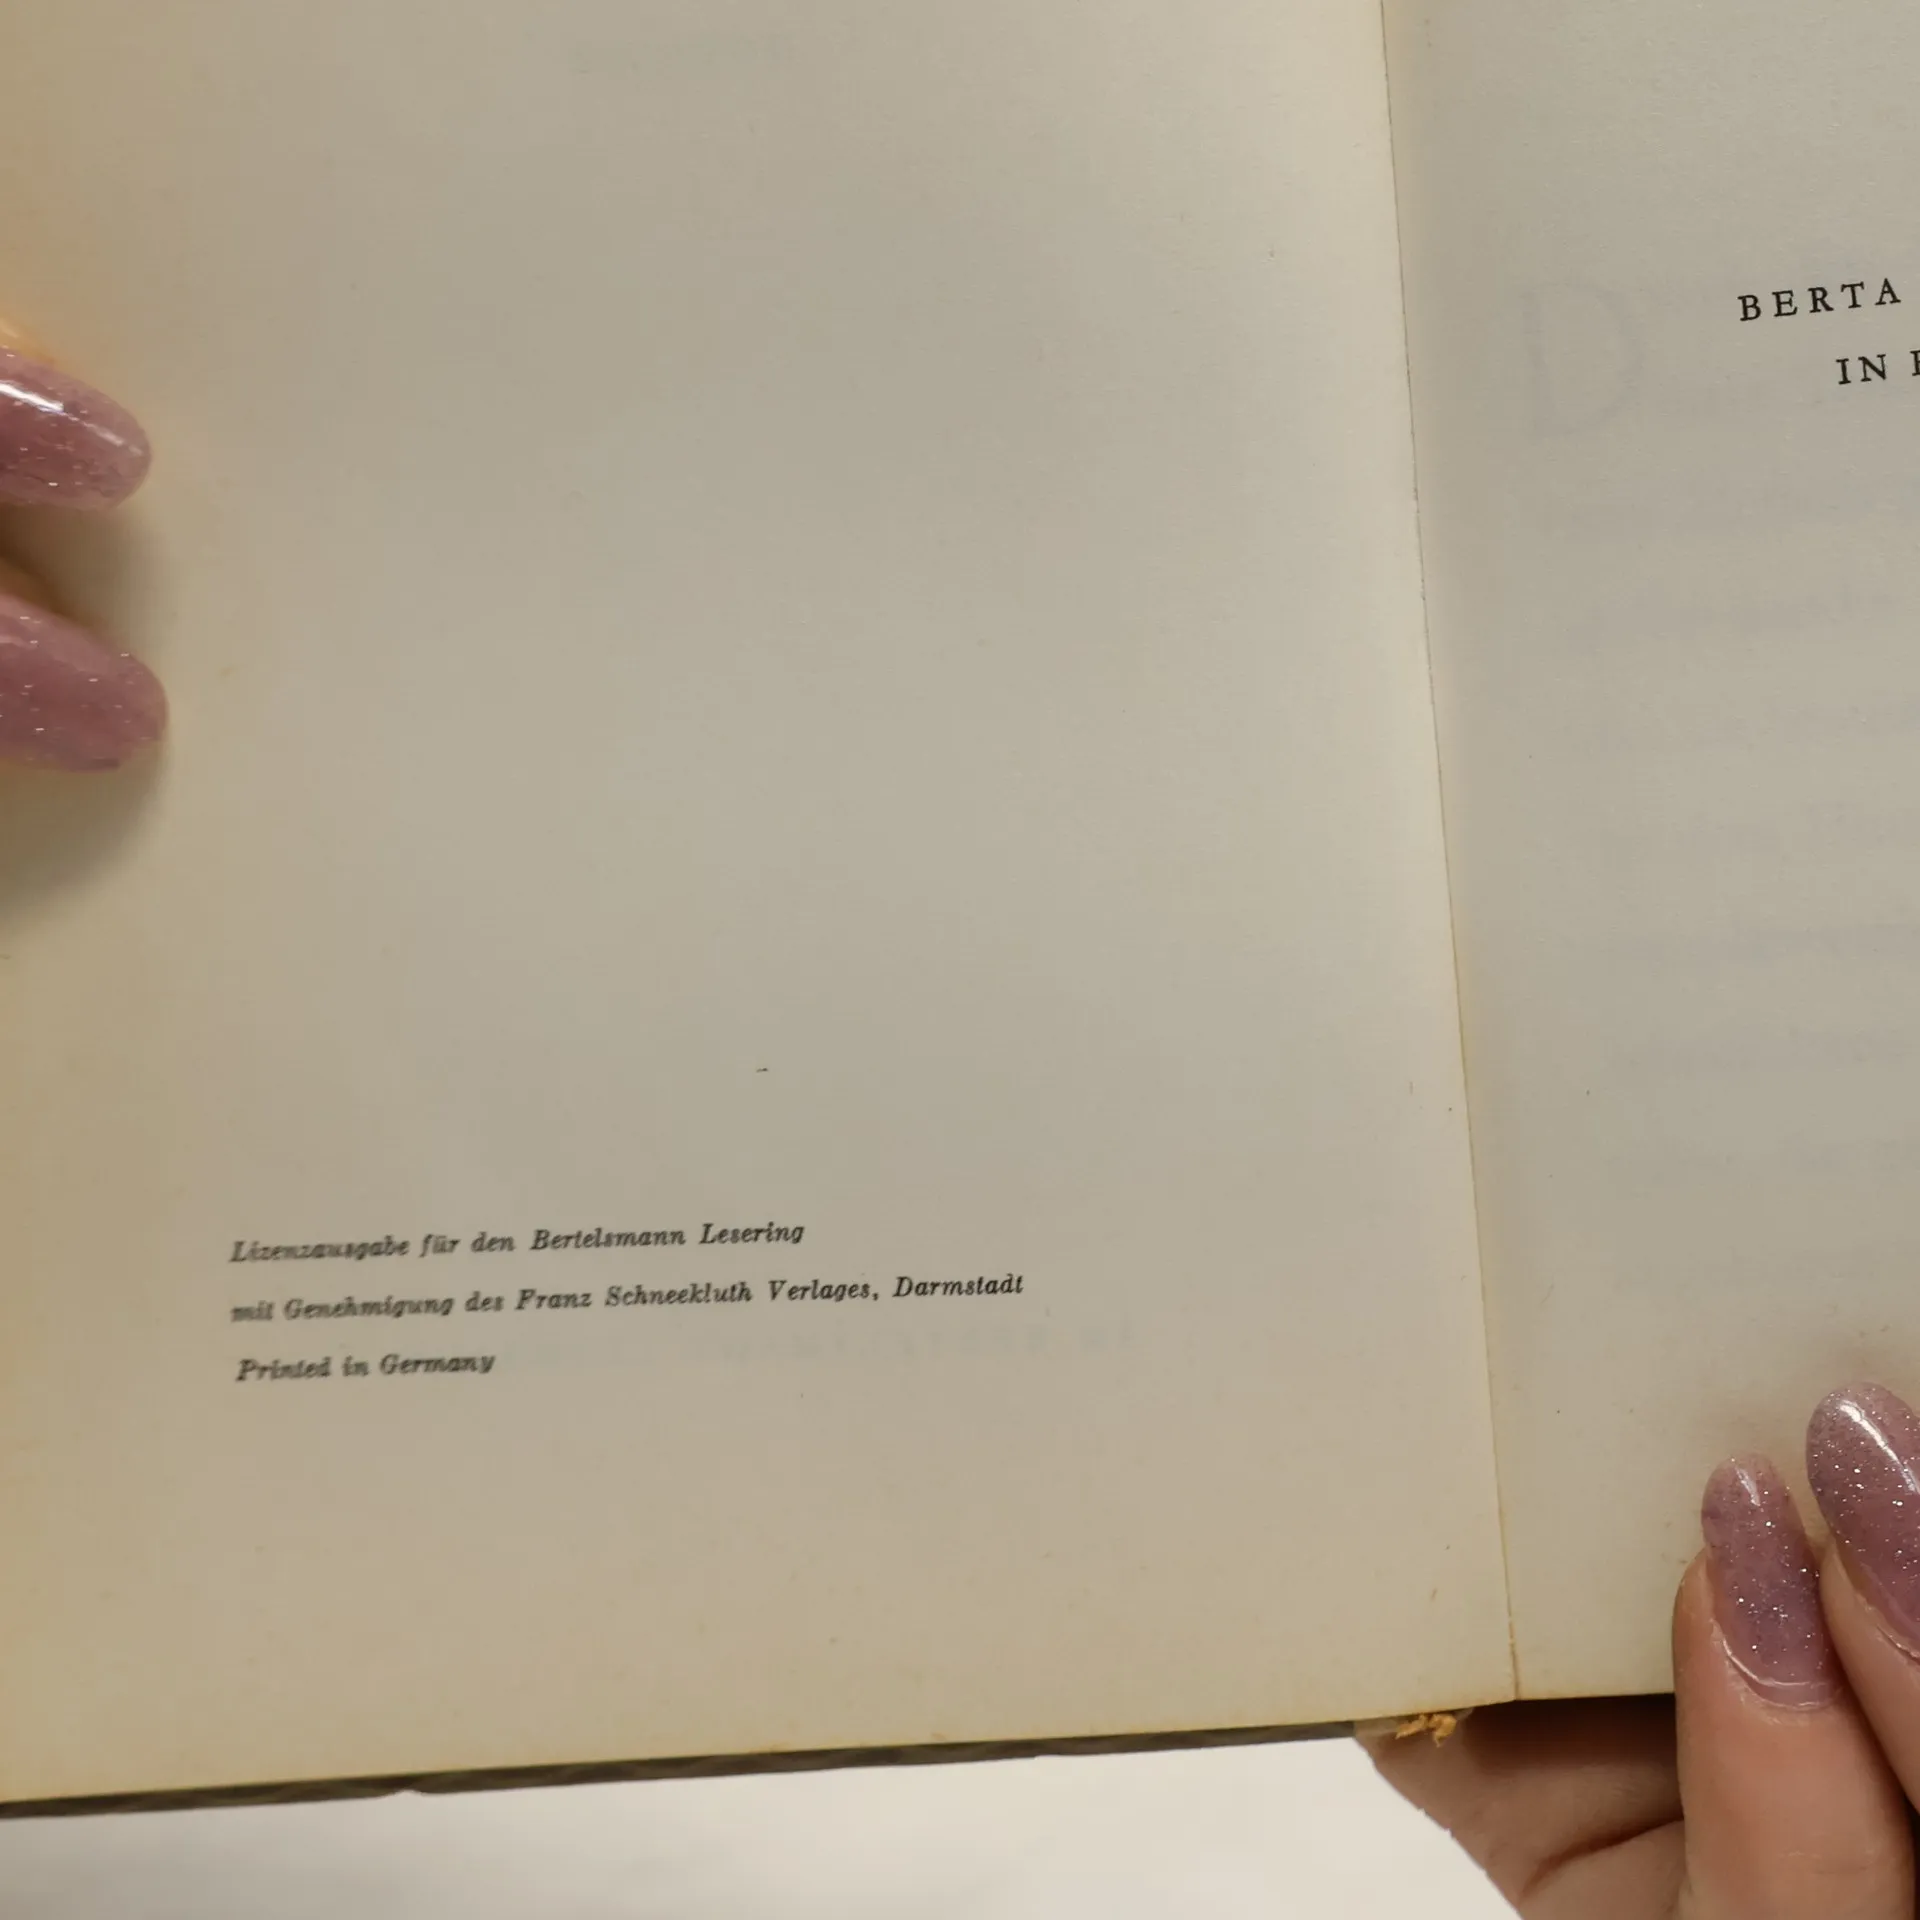 Lizenzausgabe für den Bertelsmann Lesering
mit Genehmigung des Franz Schneekluth Verlages, Darmstadt
Printed in Germany
BERTA
IN